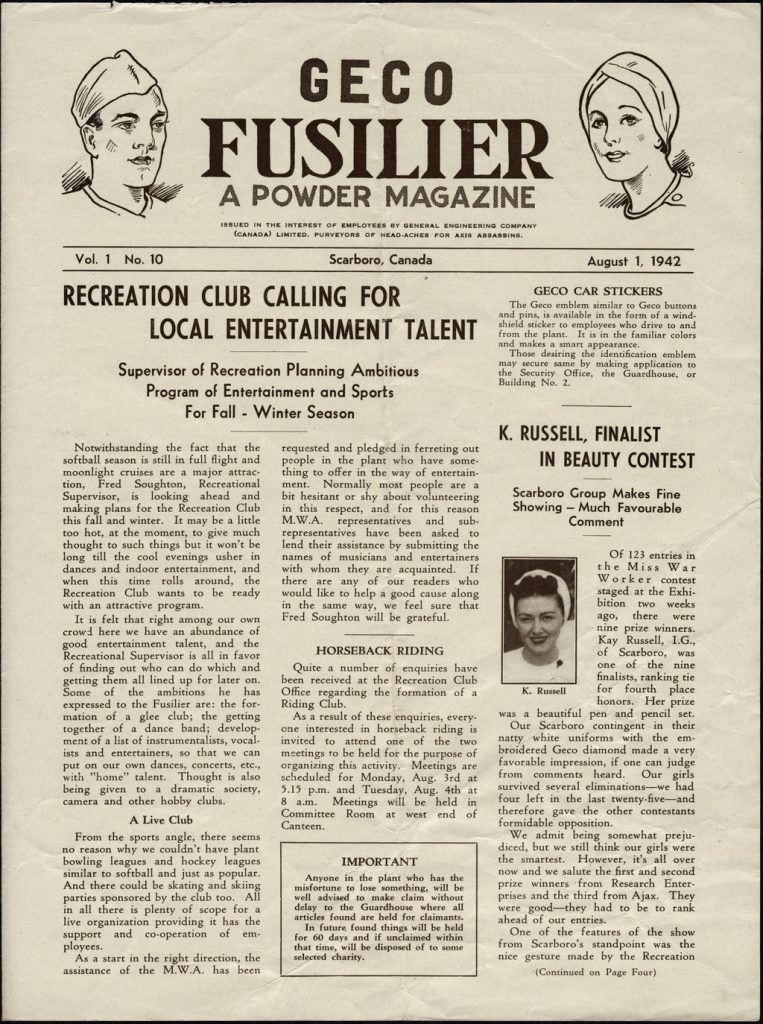 GECO
FUSILIER
A POWDER MAGAZINE
ISSUED IN THE INTEREST OF EMPLOYEES BY GENERAL ENGINEERING COMPANY
(CANADA) LIMITED. PURVEYORS OF HEAD-ACHES FOR AXIS ASSASSINS.
Vol. 1 No. 10
Scarboro, Canada
August 1, 1942
RECREATION CLUB CALLING FOR
LOCAL ENTERTAINMENT TALENT
Supervisor of Recreation Planning Ambitious
Program of Entertainment and Sports
For Fall - Winter Season
Notwithstanding the fact that the
softball season is still in full flight and
moonlight cruises are a major attrac-
tion, Fred Soughton, Recreational
Supervisor, is looking ahead and
making plans for the Recreation Club
this fall and winter. It may be a little
too hot, at the moment, to give much
thought to such things but it won't be
long till the cool evenings usher in
dances and indoor entertainment, and
when this time rolls around, the
Recreation Club wants to be ready
with an attractive program.
It is felt that right among our own
crowd here we have an abundance of
good entertainment talent, and the
Recreational Supervisor is all in favor
of finding out who can do which and
getting them all lined up for later on.
Some of the ambitions he has
expressed to the Fusilier are: the for-
mation of a glee club; the getting
together of a dance band; develop-
ment of a list of instrumentalists, vocal-
ists and entertainers, so that we can
put on our own dances, concerts, etc.,
with "home" talent. Thought is also
being given to a dramatic society,
camera and other hobby clubs.
A Live Club
From the sports angle, there seems
no reason why we couldn't have plant
bowling leagues and hockey leagues
similar to softball and just as popular.
And there could be skating and skiing
parties sponsored by the club too. All
in all there is plenty of scope for a
live organization providing it has the
support and co-operation of em-
ployees.
As a start in the right direction, the
assistance of the M.W.A. has been
requested and pledged in ferreting out
people in the plant who have some-
thing to offer in the way of entertain-
ment. Normally most people are a
bit hesitant or shy about volunteering
in this respect, and for this reason
M.W.A. representatives and sub-
representatives have been asked to
lend their assistance by submitting the
names of musicians and entertainers
with whom they are acquainted. If
there are any of our readers who
would like to help a good cause along
in the same way, we feel sure that
Fred Soughton will be grateful.
HORSEBACK RIDING
Quite a number of enquiries have
been received at the Recreation Club
Office regarding the formation of a
Riding Club.
As a result of these enquiries, every-
one interested in horseback riding is
invited to attend one of the two
meetings to be held for the purpose of
organizing this activity. Meetings are
scheduled for Monday, Aug. 3rd at
5.15 p.m. and Tuesday, Aug. 4th at
8 a.m. Meetings will be held in
Committee Room at west end of
Canteen.
IMPORTANT
Anyone in the plant who has the
misfortune to lose something, will be
well advised to make claim without
delay to the Guardhouse where all
articles found are held for claimants.
In future found things will be held
for 60 days and if unclaimed within
that time, will be disposed of to some
selected charity.
GECO CAR STICKERS
The Geco emblem similar to Geco buttons
and pins, is available in the form of a wind-
shield sticker to employees who drive to and
from the plant. It is in the familiar colors
and makes a smart appearance.
Those desiring the identification emblem
may secure same by making application to
the Security Office, the Guardhouse, or
Building No. 2.
K. RUSSELL, FINALIST
IN BEAUTY CONTEST
Scarboro Group Makes Fine
Showing – Much Favourable
Comment
K. Russell
Of 123 entries in
the Miss War
Worker contest
staged at the Exhi-
bition two weeks
ago, there were
nine prize winners.
Kay Russell, I.G.,
of Scarboro, was
one of the nine
finalists, ranking tie
for fourth place
honors. Her prize
was a beautiful pen and pencil set.
Our Scarboro contingent in their
natty white uniforms with the em-
broidered Geco diamond made a very
favorable impression, if one can judge
from comments heard. Our girls
survived several eliminations—we had
four left in the last twenty-five—and
therefore gave the other contestants
formidable opposition.
We admit being somewhat preju-
diced, but we still think our girls were
the smartest. However, it's all over
now and we salute the first and second
prize winners from Research Enter-
prises and the third from Ajax. They
were good—they had to be to rank
ahead of our entries.
One of the features of the show
from Scarboro's standpoint was the
nice gesture made by the Recreation
(Continued on Page Four)